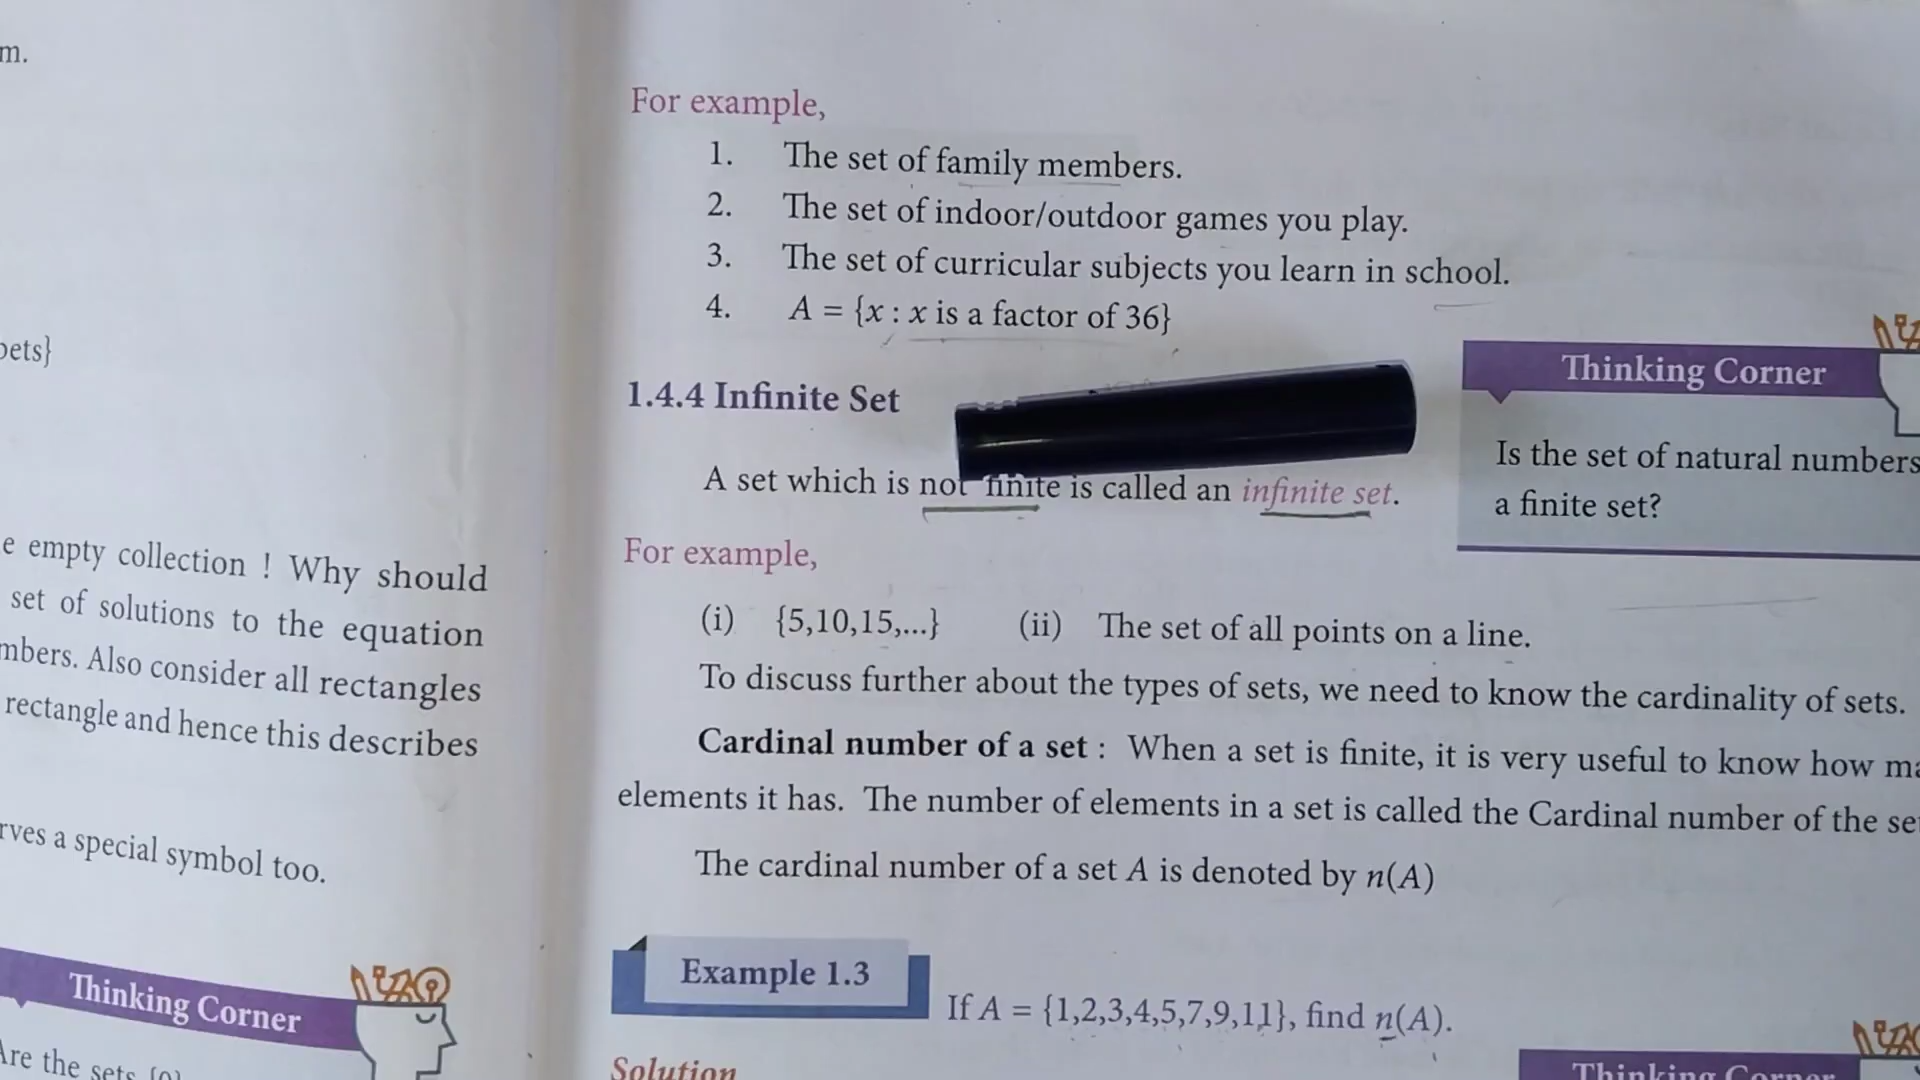 m.
pets}
e empty collection ! Why should
set of solutions to the equation
mbers. Also consider all rectangles
rectangle and hence this describes
rves a special symbol too.
Thinking Corner
Are the sets {0}
For example,
1. The set of family members.
2. The set of indoor/outdoor games you play.
3. The set of curricular subjects you learn in school.
4. A = {x : x is a factor of 36}
1.4.4 Infinite Set
A set which is not finite is called an infinite set.
Thinking Corner
Is the set of natural numbers
a finite set?
For example,
(i) {5,10,15,...} (ii) The set of all points on a line.
To discuss further about the types of sets, we need to know the cardinality of sets.
Cardinal number of a set : When a set is finite, it is very useful to know how ma
elements it has. The number of elements in a set is called the Cardinal number of the se
The cardinal number of a set A is denoted by n(A)
Example 1.3
If A = {1,2,3,4,5,7,9,11}, find n(A).
Solution
Thinking Corner